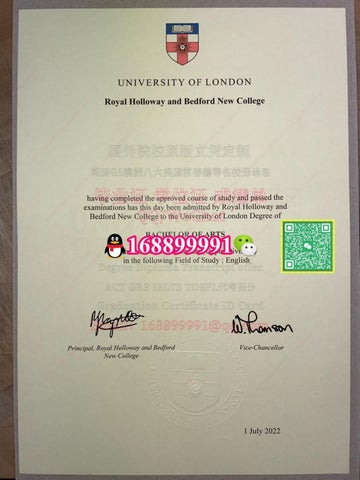 UNIVERSITY OF LONDON
Royal Holloway and Bedford New College
国外院校原版文凭定制
毕业证 学位证 成绩单
having completed the approved course of study and passed the
examinations has this day been admitted by Royal Holloway and
Bedford New College to the University of London Degree of
BACHELOR OF ARTS
168899991
in the following Field of Study : English
Degree Diploma Transcript offer
ACT GRE IELTS TOEFL代考保分
Graduation Certificate ID Card
168899991@q
Principal, Royal Holloway and Bedford
New College
Vice-Chancellor
1 July 2022